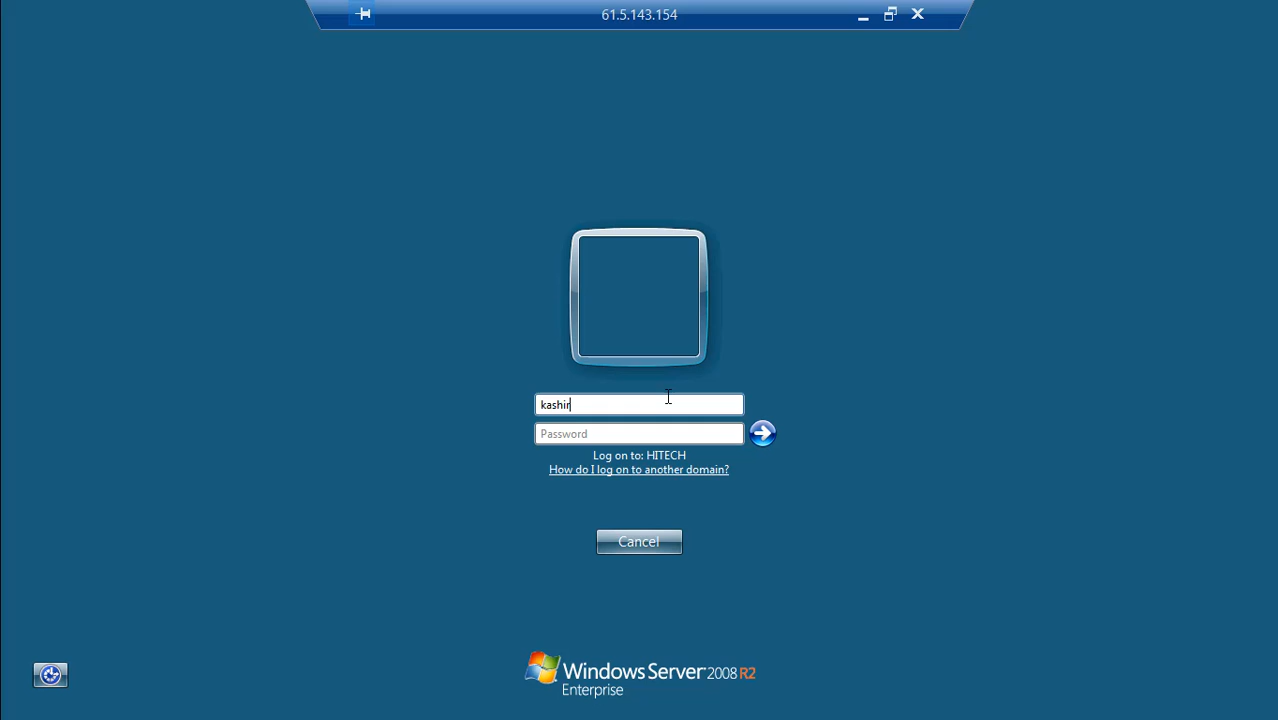 61.5.143.154
kashir
Password
Log on to: HITECH
How do I log on to another domain?
Cancel
Windows Server 2008 R2
Enterprise